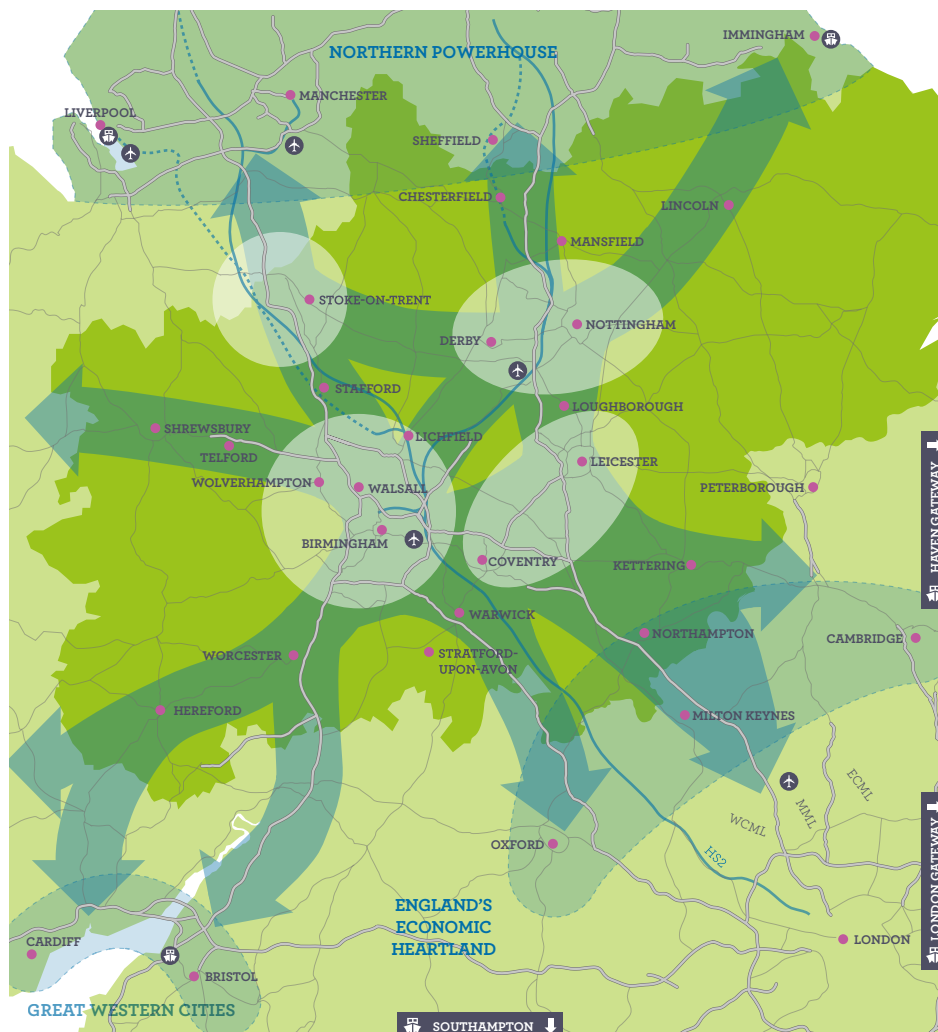 IMMINGHAM
NORTHERN POWERHOUSE
MANCHESTER
LIVERPOOL
SHEFFIELD
CHESTERFIELD
LINCOLN
MANSFIELD
STOKE-ON-TRENT
NOTTINGHAM
DERBY
STAFFORD
LOUGHBOROUGH
SHREWSBURY
LICHFIELD
TELFORD
LEICESTER
WOLVERHAMPTON
WALSALL
PETERBOROUGH
HAVEN GATEWAY
BIRMINGHAM
COVENTRY
KETTERING
WARWICK
NORTHAMPTON
CAMBRIDGE
WORCESTER
STRATFORD-
UPON-AVON
HEREFORD
MILTON KEYNES
ECML
MML
WCML
OXFORD
HS2
LONDON GATEWAY
ENGLAND'S
ECONOMIC
HEARTLAND
CARDIFF
LONDON
BRISTOL
GREAT WESTERN CITIES
SOUTHAMPTON